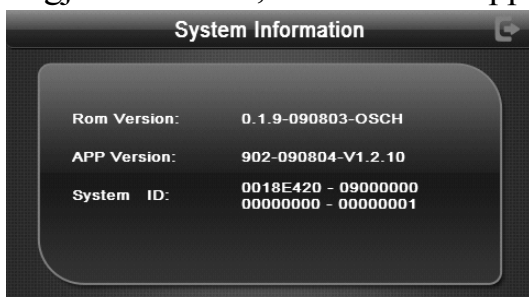 System Information
Rom Version: 0.1.9-090803-OSCH
APP Version: 902-090804-V1.2.10
System ID: 0018E420 - 09000000
00000000 - 00000001